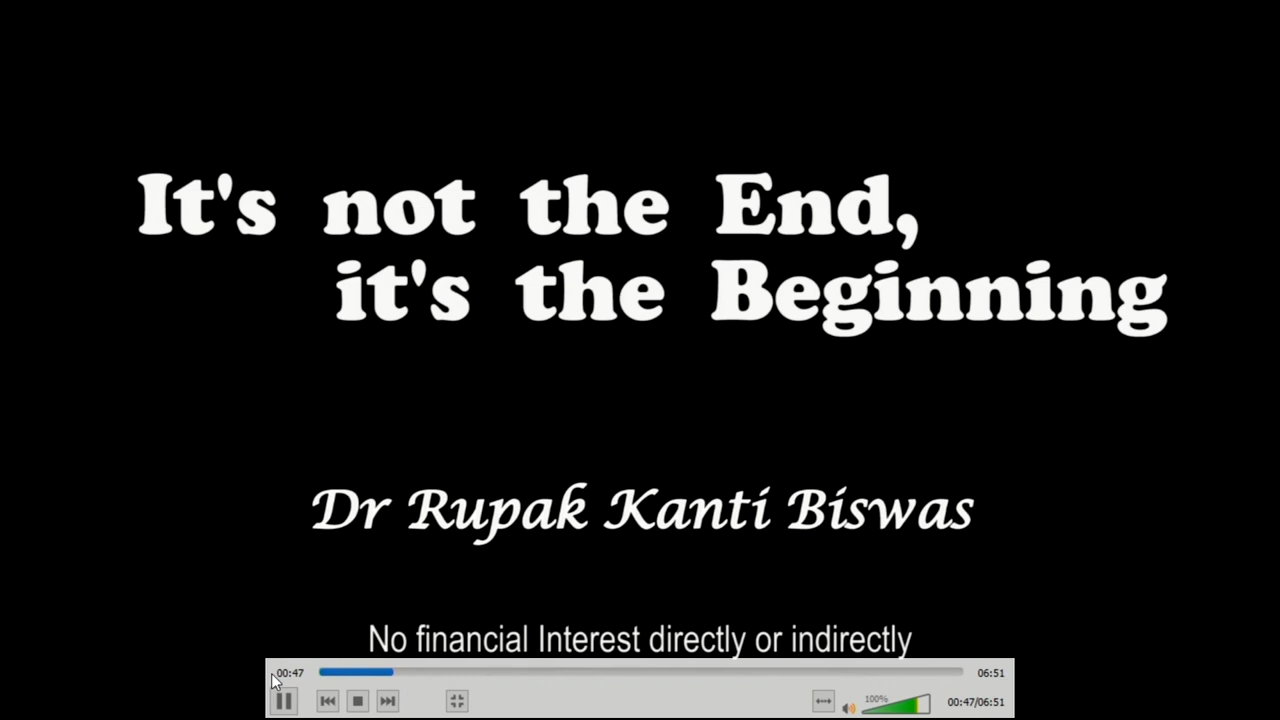 It's not the End,
it's the Beginning
Dr Rupak Kanti Biswas
No financial Interest directly or indirectly
00:47
06:51
100%
00:47/06:51